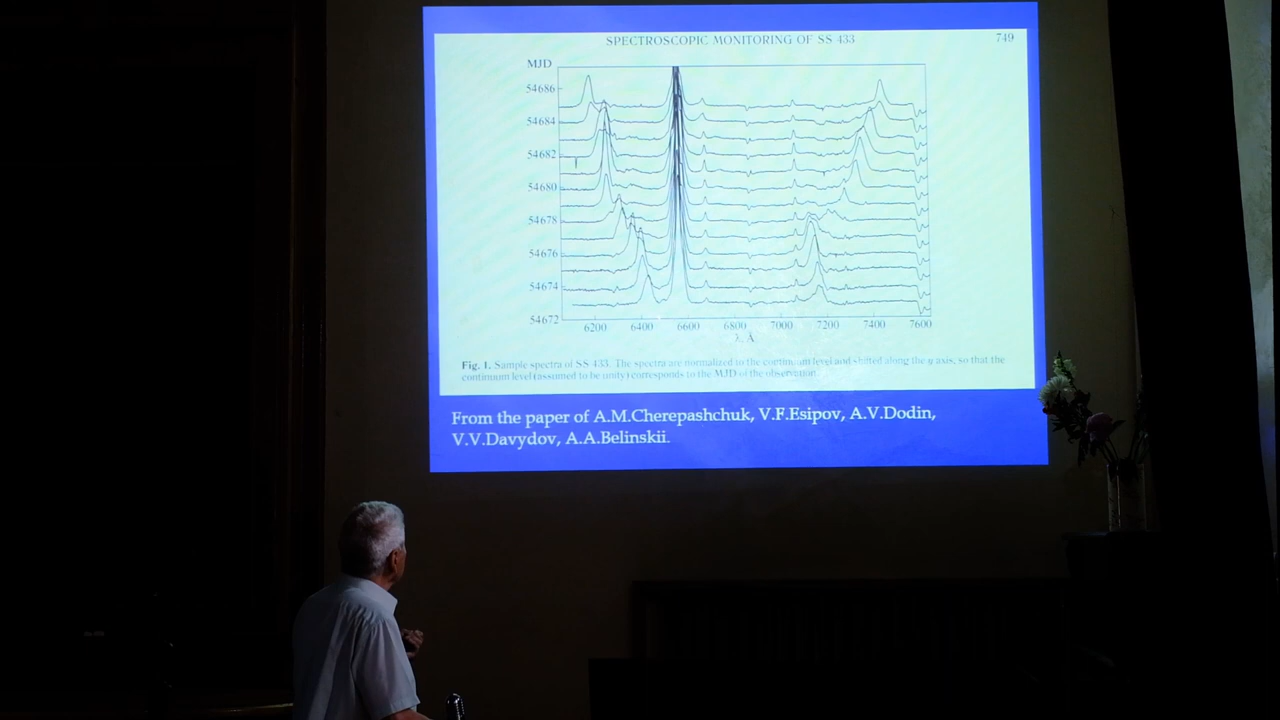 SPECTROSCOPIC MONITORING OF SS 433 749
MJD
54686
54684
54682
54680
54678
54676
54674
54672
6200 6400 6600 6800 7000 7200 7400 7600
λ, Å
Fig. 1. Sample spectra of SS 433. The spectra are normalized to the continuum level and shifted along the y axis, so that the
continuum level (assumed to be unity) corresponds to the MJD of the observation.
From the paper of A.M.Cherepashchuk, V.F.Esipov, A.V.Dodin,
V.V.Davydov, A.A.Belinskii.